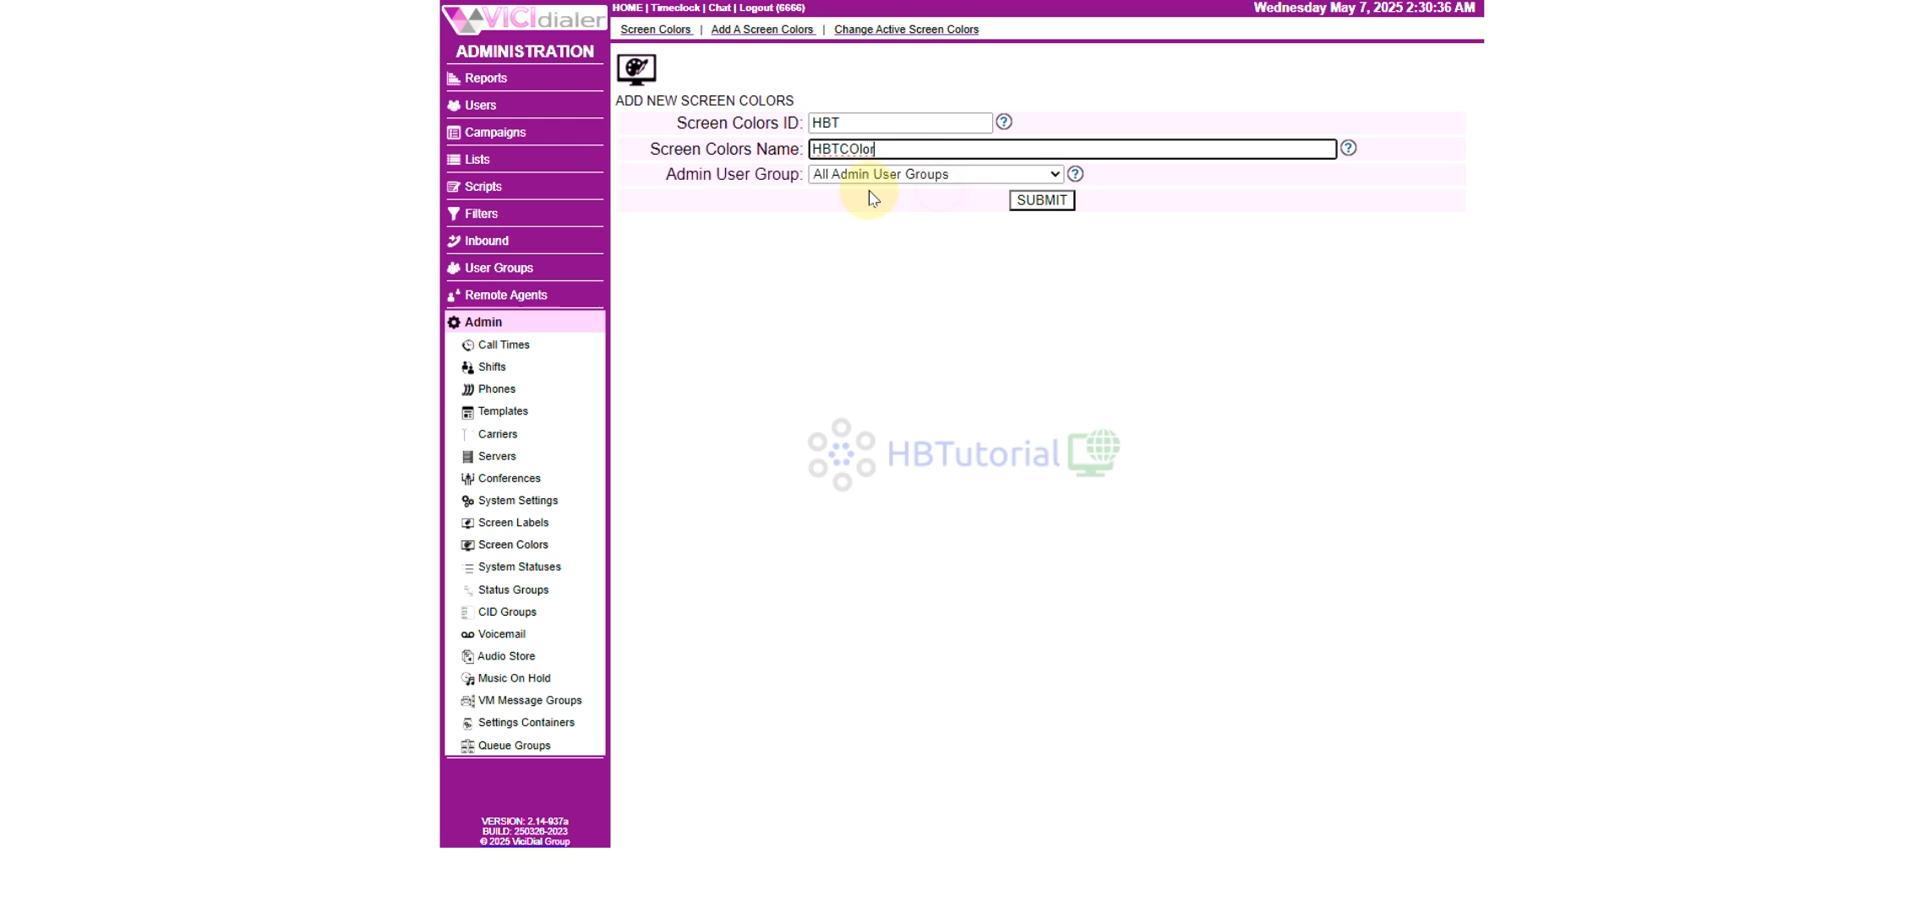 VICIdialer
HOME | Timeclock | Chat | Logout (6666)
Wednesday May 7, 2025 2:30:36 AM
Screen Colors | Add A Screen Colors | Change Active Screen Colors
ADMINISTRATION
Reports
Users
Campaigns
Lists
Scripts
Filters
Inbound
User Groups
Remote Agents
Admin
Call Times
Shifts
Phones
Templates
Carriers
Servers
Conferences
System Settings
Screen Labels
Screen Colors
System Statuses
Status Groups
CID Groups
Voicemail
Audio Store
Music On Hold
VM Message Groups
Settings Containers
Queue Groups
VERSION: 2.14-937a
BUILD: 250326-2023
© 2025 ViciDial Group
ADD NEW SCREEN COLORS
Screen Colors ID: HBT
Screen Colors Name: HBTCOlor
Admin User Group: All Admin User Groups
SUBMIT
HBTutorial